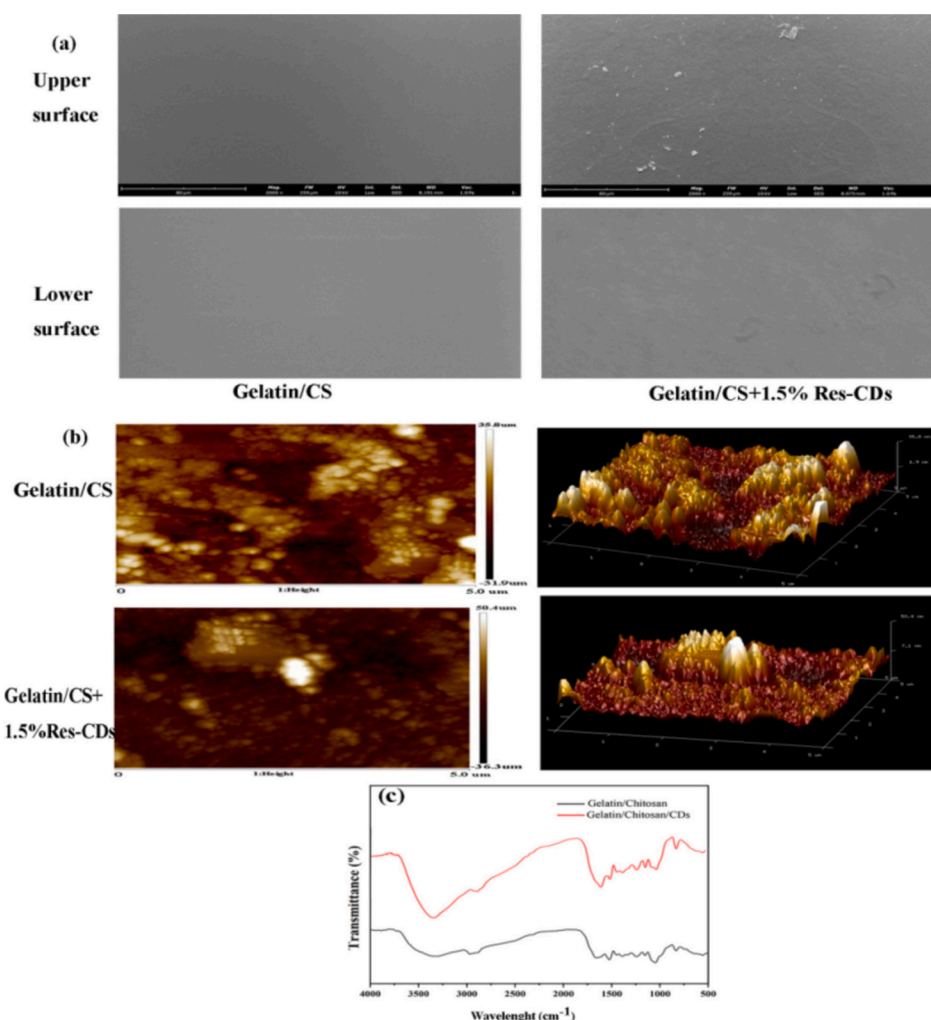 (a)
Upper
surface
Lower
surface
Gelatin/CS
Gelatin/CS+1.5% Res-CDs
(b)
Gelatin/CS
35.8um
-31.9um
0
1:Height
5.0 um
Gelatin/CS+
1.5%Res-CDs
50.4um
-36.3um
0
1:Height
5.0 um
(c)
Gelatin/Chitosan
Gelatin/Chitosan/CDs
Transmittance (%)
4000
3500
3000
2500
2000
1500
1000
500
Wavelenght (cm-1)